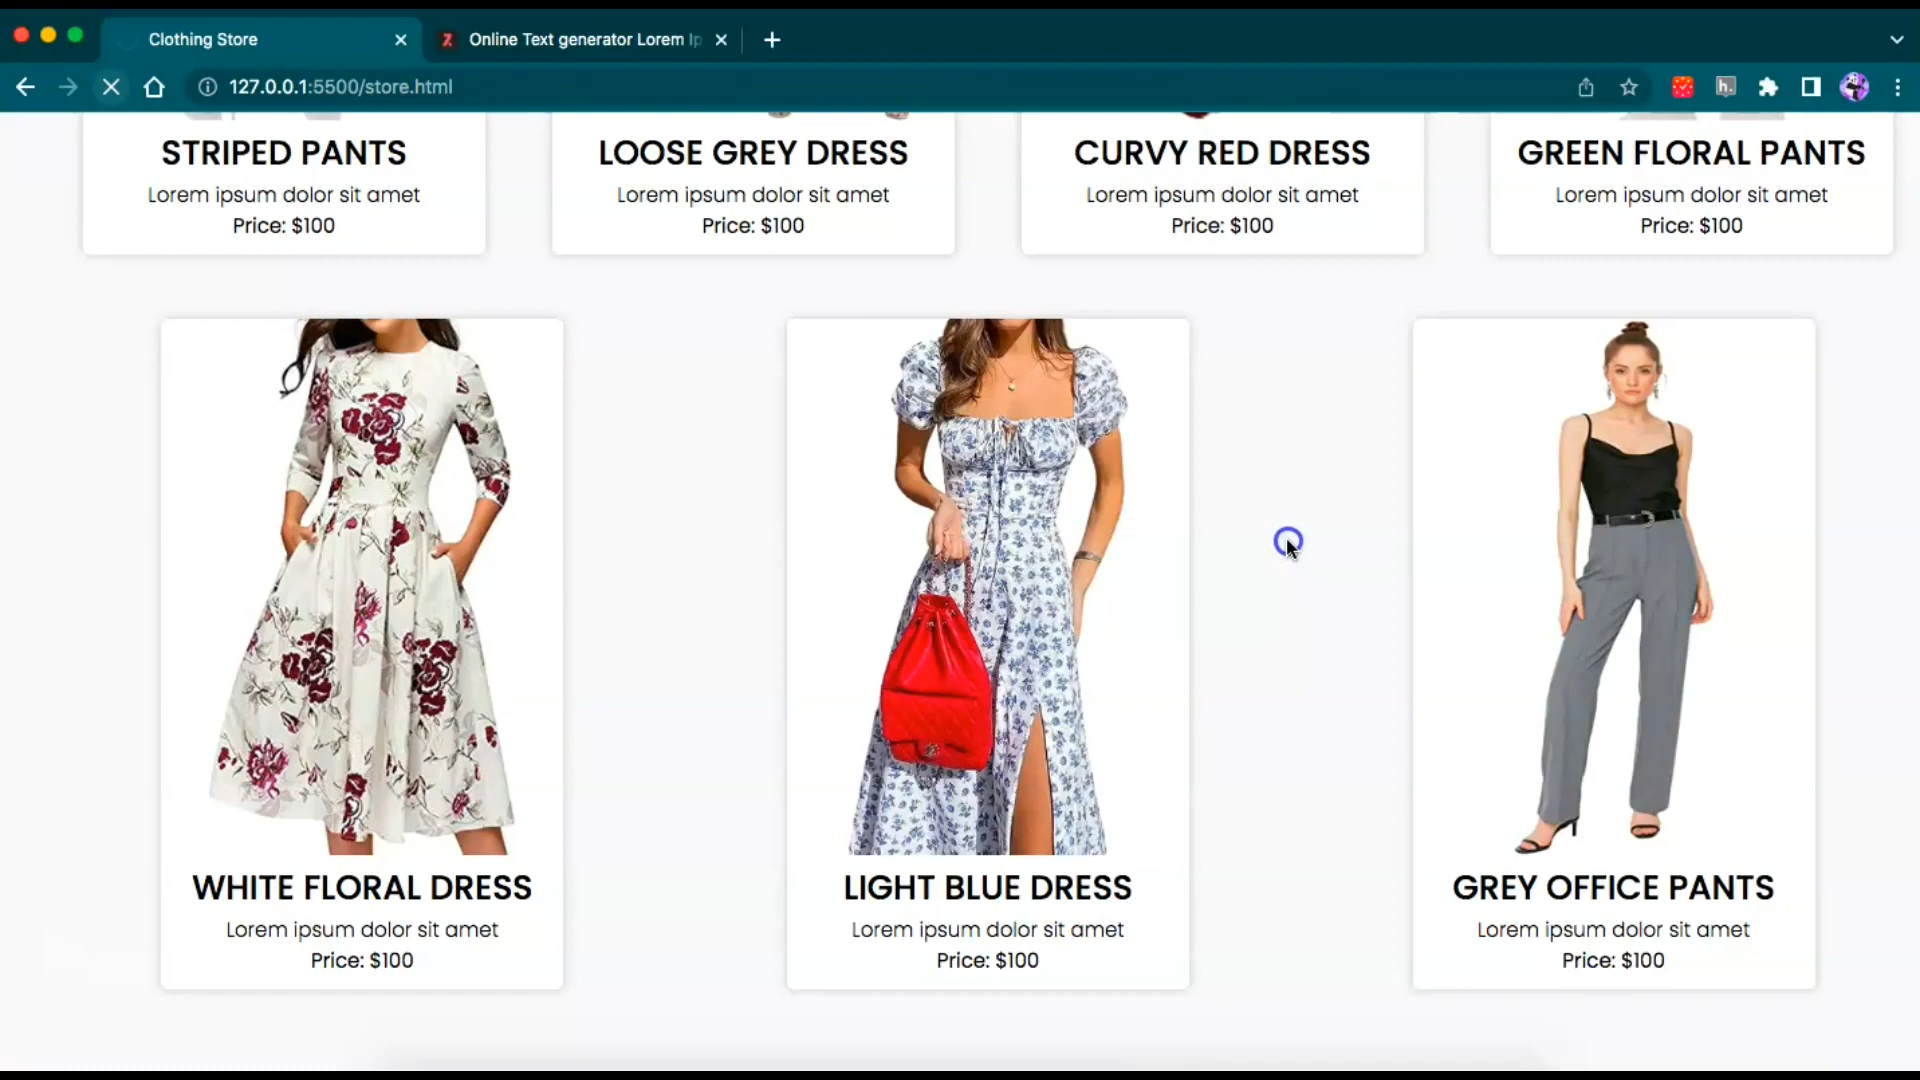 Clothing Store
Online Text generator Lorem Ip
127.0.0.1:5500/store.html
h.
STRIPED PANTS
Lorem ipsum dolor sit amet
Price: $100
LOOSE GREY DRESS
Lorem ipsum dolor sit amet
Price: $100
CURVY RED DRESS
Lorem ipsum dolor sit amet
Price: $100
GREEN FLORAL PANTS
Lorem ipsum dolor sit amet
Price: $100
WHITE FLORAL DRESS
Lorem ipsum dolor sit amet
Price: $100
LIGHT BLUE DRESS
Lorem ipsum dolor sit amet
Price: $100
GREY OFFICE PANTS
Lorem ipsum dolor sit amet
Price: $100